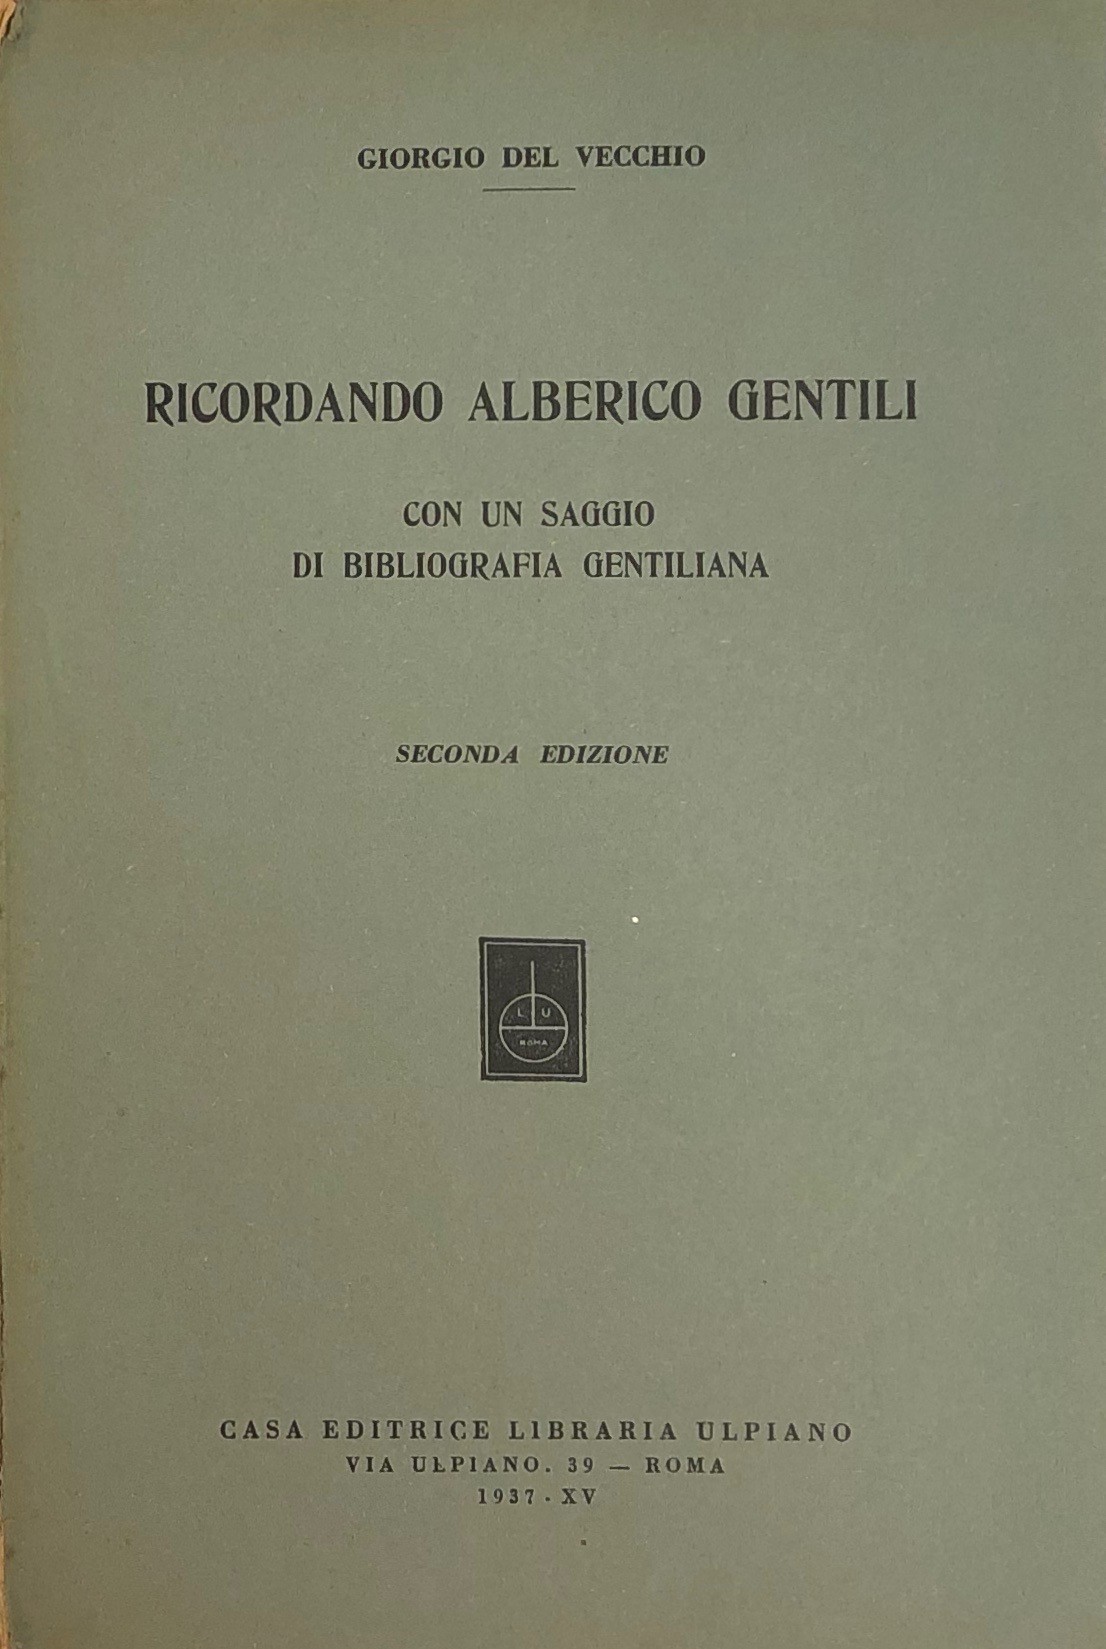 GIORGIO DEL VECCHIO
RICORDANDO ALBERICO GENTILI
CON UN SAGGIO
DI BIBLIOGRAFIA GENTILIANA
SECONDA EDIZIONE
L U
ROMA
CASA EDITRICE LIBRARIA ULPIANO
VIA ULPIANO. 39 — ROMA
1937 - XV